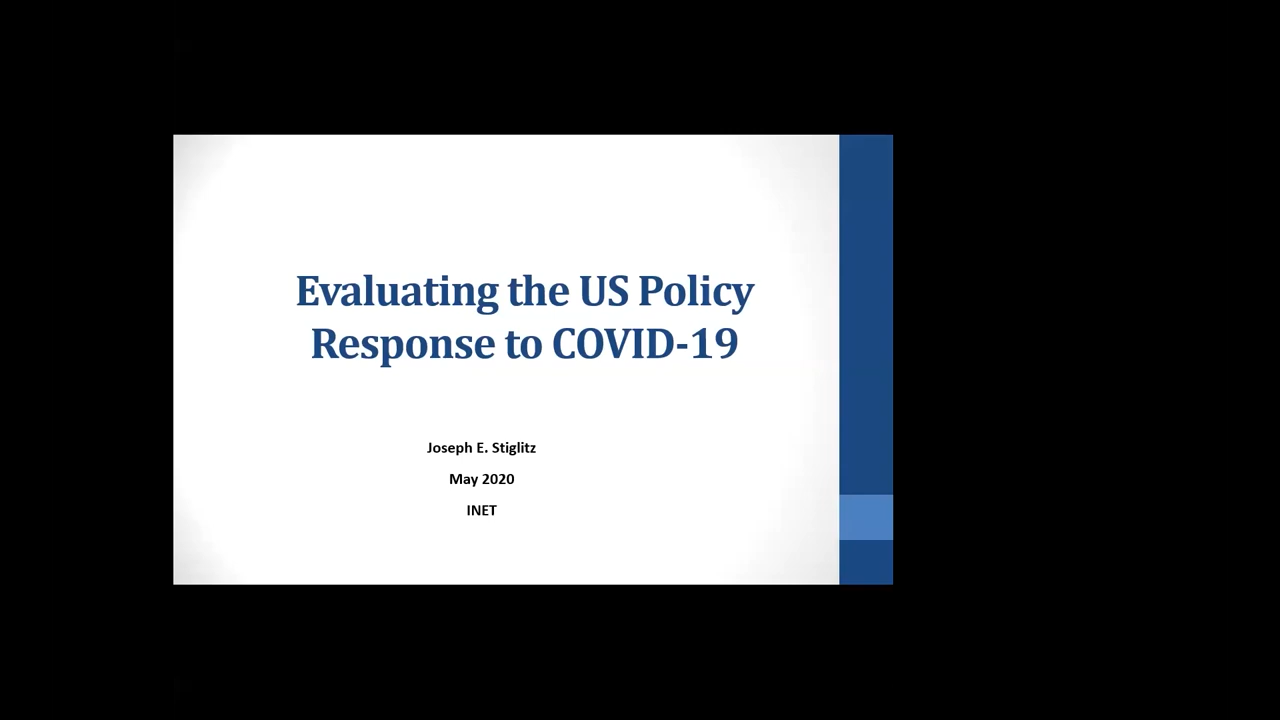 Evaluating the US Policy
Response to COVID-19
Joseph E. Stiglitz
May 2020
INET